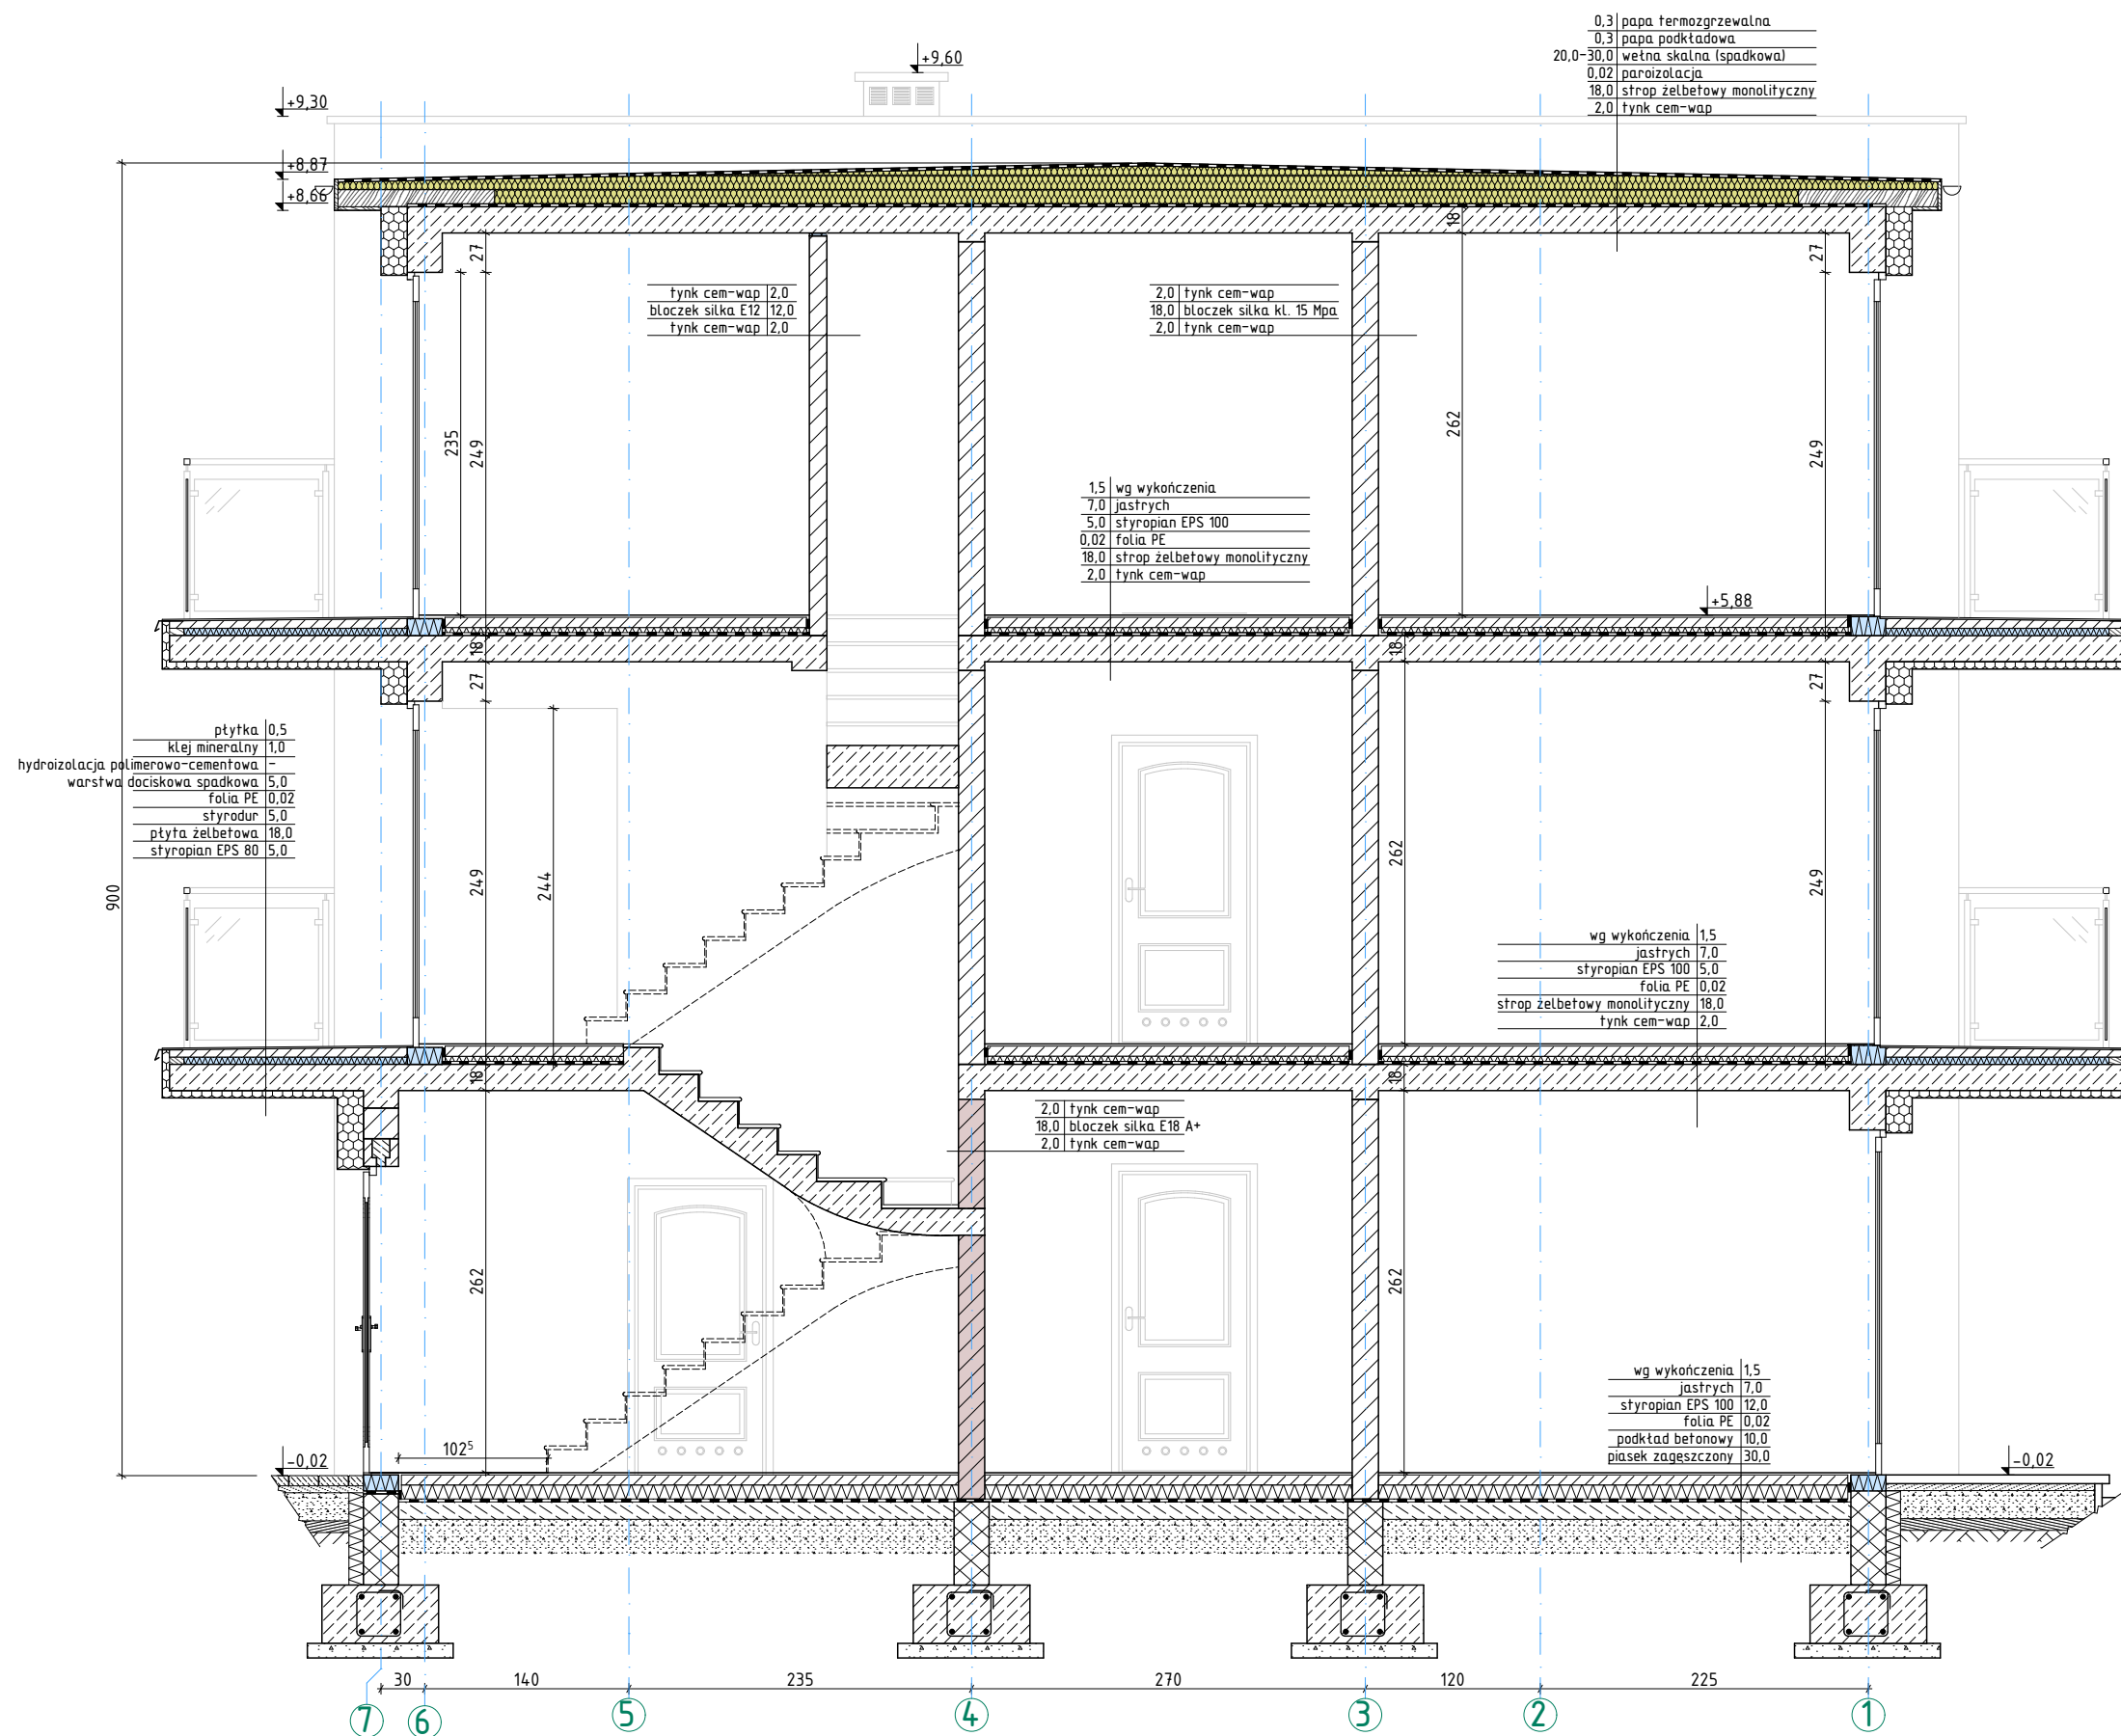 0,3 papa termozgrzewalna
0,3 papa podkładowa
20,0-30,0 wełna skalna (spadkowa)
0,02 paroizolacja
18,0 strop żelbetowy monolityczny
2,0 tynk cem-wap
+9,60
+9,30
+8,87
+8,66
18
27
27
tynk cem-wap 2,0
bloczek silka E12 12,0
tynk cem-wap 2,0
2,0 tynk cem-wap
18,0 bloczek silka kl. 15 Mpa
2,0 tynk cem-wap
235
249
262
249
1,5 wg wykończenia
7,0 jastrych
5,0 styropian EPS 100
0,02 folia PE
18,0 strop żelbetowy monolityczny
2,0 tynk cem-wap
+5,88
18
18
27
27
płytka 0,5
klej mineralny 1,0
hydroizolacja polimerowo-cementowa -
warstwa dociskowa spadkowa 5,0
folia PE 0,02
styrodur 5,0
płyta żelbetowa 18,0
styropian EPS 80 5,0
900
249
244
262
249
wg wykończenia 1,5
jastrych 7,0
styropian EPS 100 5,0
folia PE 0,02
strop żelbetowy monolityczny 18,0
tynk cem-wap 2,0
18
18
2,0 tynk cem-wap
18,0 bloczek silka E18 A+
2,0 tynk cem-wap
262
262
wg wykończenia 1,5
jastrych 7,0
styropian EPS 100 12,0
folia PE 0,02
podkład betonowy 10,0
piasek zagęszczony 30,0
102⁵
-0,02
-0,02
30 140 235 270 120 225
7 6 5 4 3 2 1